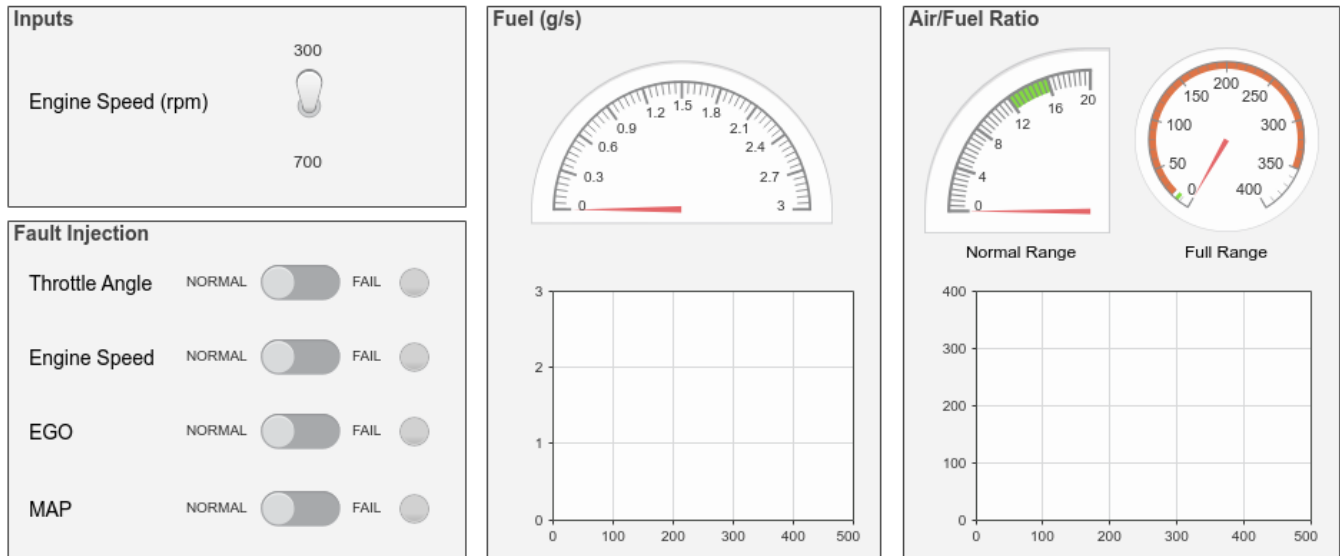 Inputs
300
Engine Speed (rpm)
700
Fault Injection
Throttle Angle NORMAL FAIL
Engine Speed NORMAL FAIL
EGO NORMAL FAIL
MAP NORMAL FAIL
Fuel (g/s)
0 0.3 0.6 0.9 1.2 1.5 1.8 2.1 2.4 2.7 3
3
2
1
0
0 100 200 300 400 500
Air/Fuel Ratio
0 4 8 12 16 20
Normal Range
0 50 100 150 200 250 300 350 400
Full Range
400
300
200
100
0
0 100 200 300 400 500